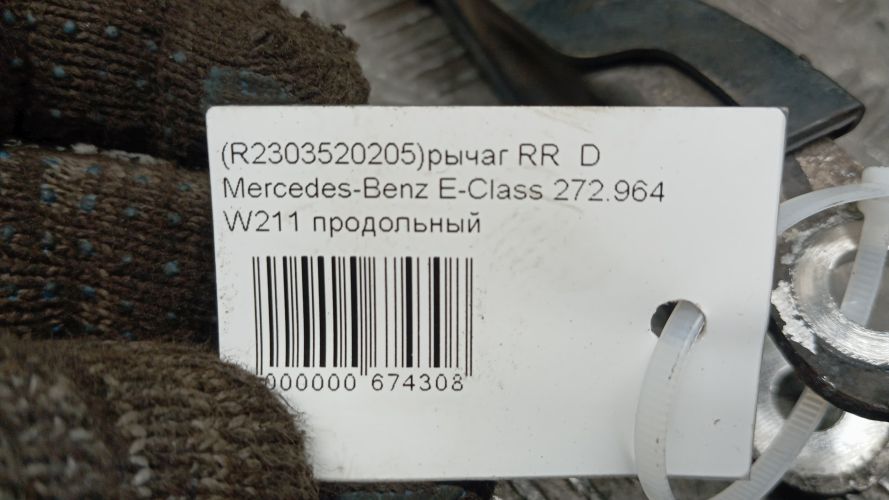 (R2303520205)рычаг RR D
Mercedes-Benz E-Class 272.964
W211 продольный
000000 674308